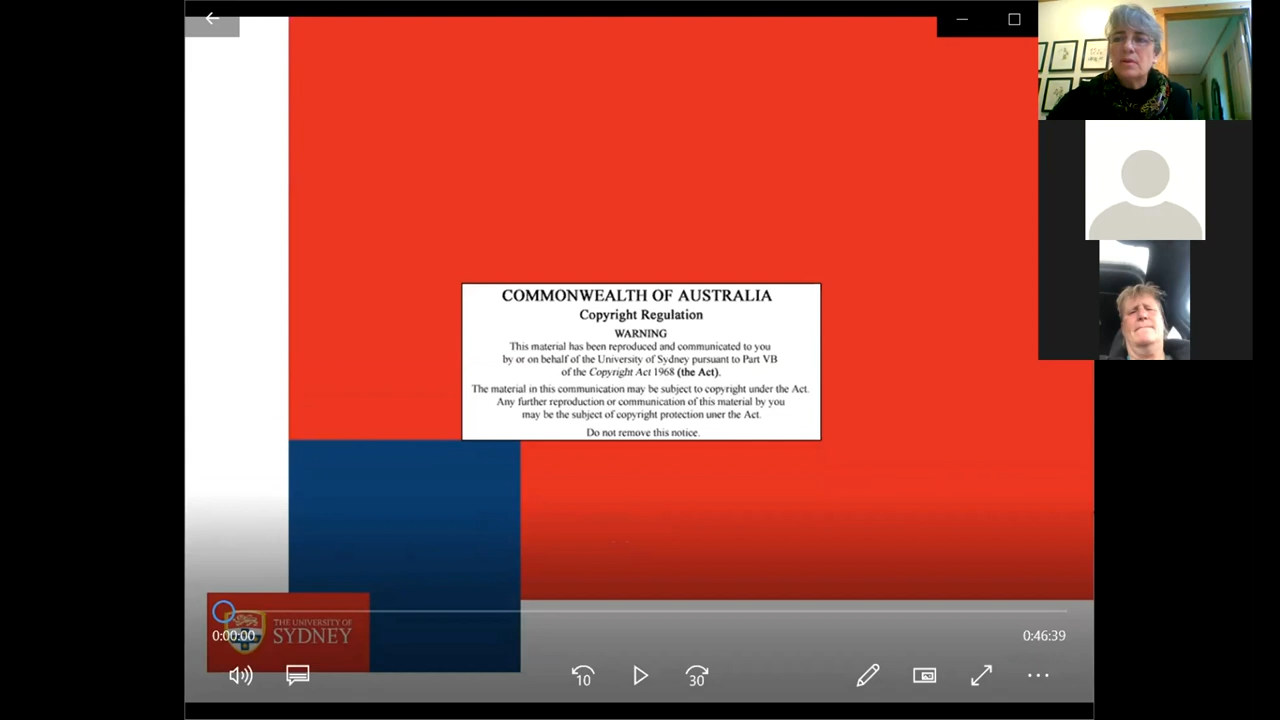 COMMONWEALTH OF AUSTRALIA
Copyright Regulation
WARNING
This material has been reproduced and communicated to you
by or on behalf of the University of Sydney pursuant to Part VB
of the Copyright Act 1968 (the Act).
The material in this communication may be subject to copyright under the Act.
Any further reproduction or communication of this material by you
may be the subject of copyright protection uner the Act.
Do not remove this notice.
THE UNIVERSITY OF
SYDNEY
0:00:00
0:46:39
10
30